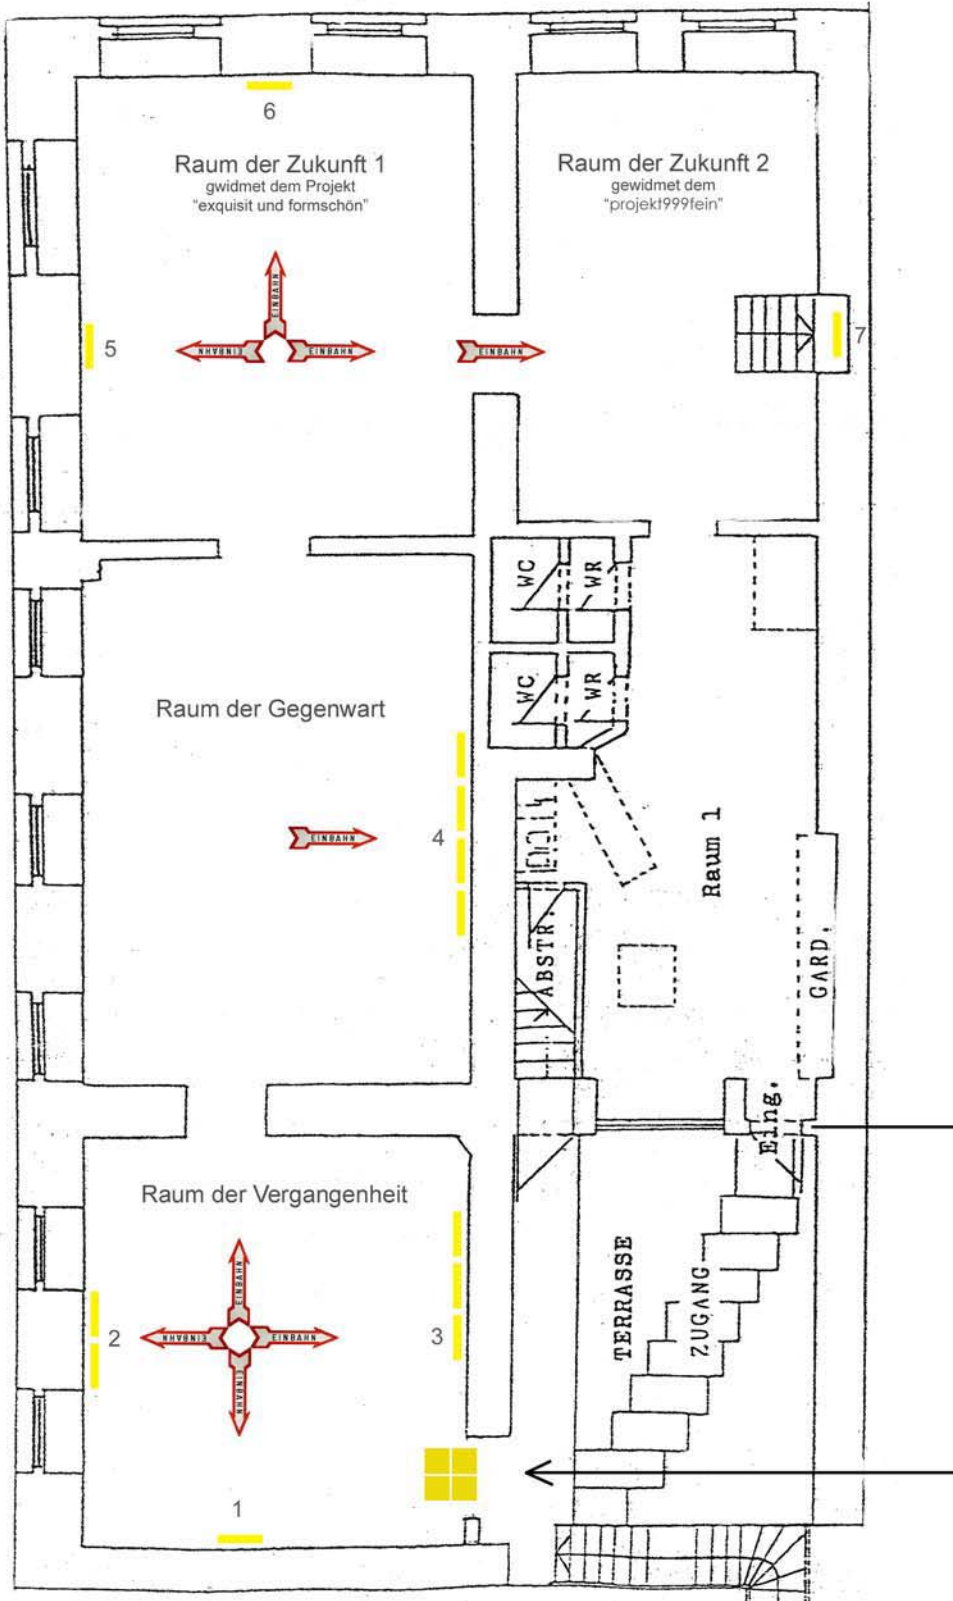 6
Raum der Zukunft 1
gwidmet dem Projekt
"exquisit und formschön"
Raum der Zukunft 2
gewidmet dem
"projekt999fein"
EINBAHN
5
EINBAHN
EINBAHN
EINBAHN
7
WC
WR
WC
WR
Raum der Gegenwart
4
EINBAHN
Raum 1
ABSTR.
GARD.
Eing.
Raum der Vergangenheit
EINBAHN
2
EINBAHN
EINBAHN
EINBAHN
3
TERRASSE
ZUGANG
1